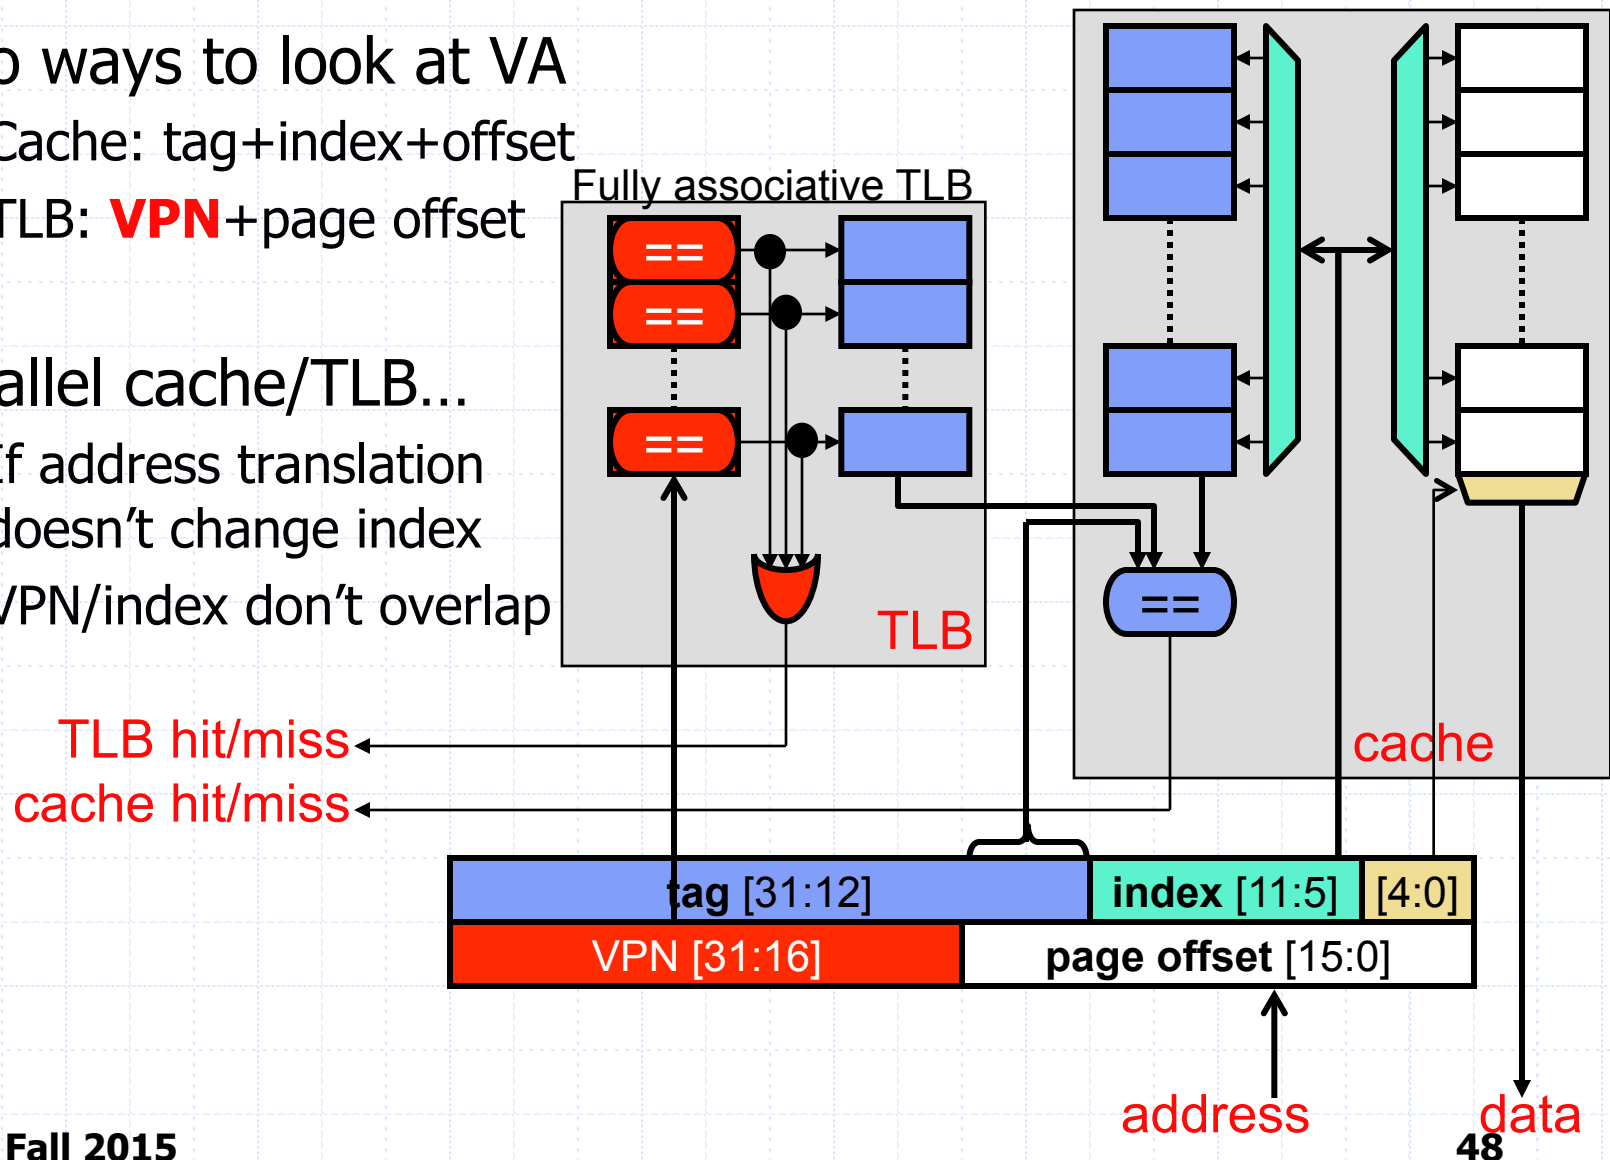 o ways to look at VA
Cache: tag+index+offset
TLB: VPN+page offset
allel cache/TLB...
If address translation
doesn't change index
VPN/index don't overlap
Fully associative TLB
==
==
==
TLB
==
cache
TLB hit/miss
cache hit/miss
tag [31:12] index [11:5] [4:0]
VPN [31:16] page offset [15:0]
address data
Fall 2015 48